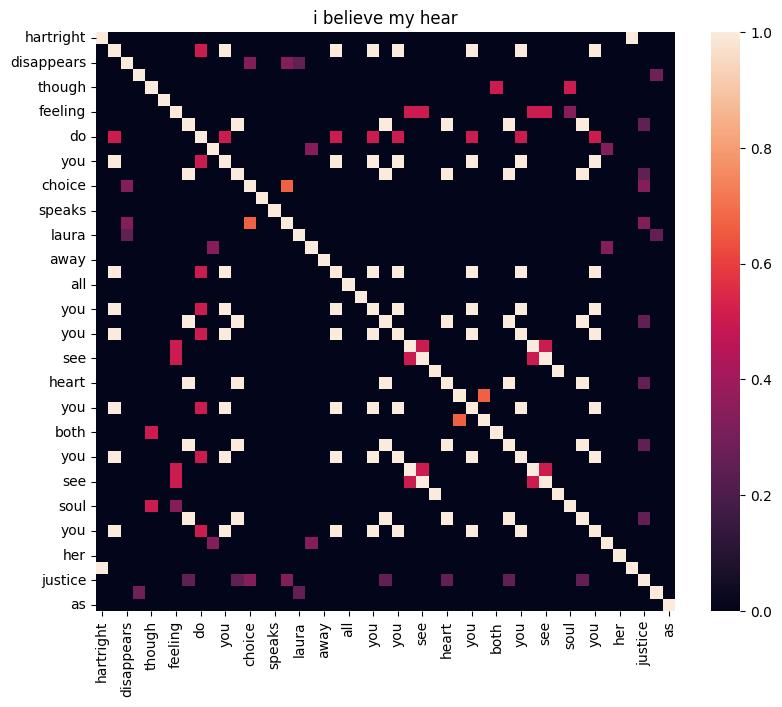 i believe my hear
hartright
disappears
though
feeling
do
you
choice
speaks
laura
away
all
you
you
see
heart
you
both
you
see
soul
you
her
justice
as
1.0
0.8
0.6
0.4
0.2
0.0
hartright
disappears
though
feeling
do
you
choice
speaks
laura
away
all
you
you
see
heart
you
both
you
see
soul
you
her
justice
as